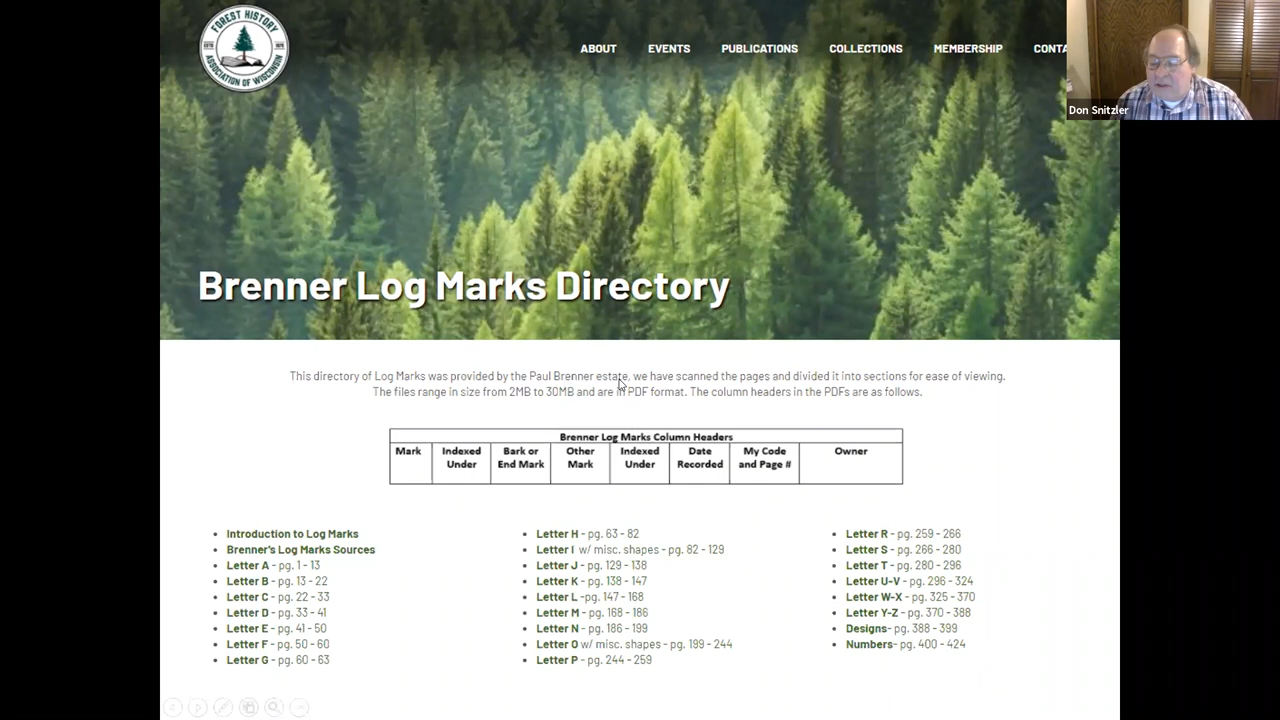 FOREST HISTORY
ASSOCIATION OF WISCONSIN
ABOUT EVENTS PUBLICATIONS COLLECTIONS MEMBERSHIP CONTA
Don Snitzler
Brenner Log Marks Directory
This directory of Log Marks was provided by the Paul Brenner estate, we have scanned the pages and divided it into sections for ease of viewing.
The files range in size from 2MB to 30MB and are in PDF format. The column headers in the PDFs are as follows.
Brenner Log Marks Column Headers
Mark Indexed Under Bark or End Mark Other Mark Indexed Under Date Recorded My Code and Page # Owner
Introduction to Log Marks
Brenner's Log Marks Sources
Letter A - pg. 1 - 13
Letter B - pg. 13 - 22
Letter C - pg. 22 - 33
Letter D - pg. 33 - 41
Letter E - pg. 41 - 50
Letter F - pg. 50 - 60
Letter G - pg. 60 - 63
Letter H - pg. 63 - 82
Letter I w/ misc. shapes - pg. 82 - 129
Letter J - pg. 129 - 138
Letter K - pg. 138 - 147
Letter L -pg. 147 - 168
Letter M - pg. 168 - 186
Letter N - pg. 186 - 199
Letter O w/ misc. shapes - pg. 199 - 244
Letter P - pg. 244 - 259
Letter R - pg. 259 - 266
Letter S - pg. 266 - 280
Letter T - pg. 280 - 296
Letter U-V - pg. 296 - 324
Letter W-X - pg. 325 - 370
Letter Y-Z - pg. 370 - 388
Designs- pg. 388 - 399
Numbers- pg. 400 - 424